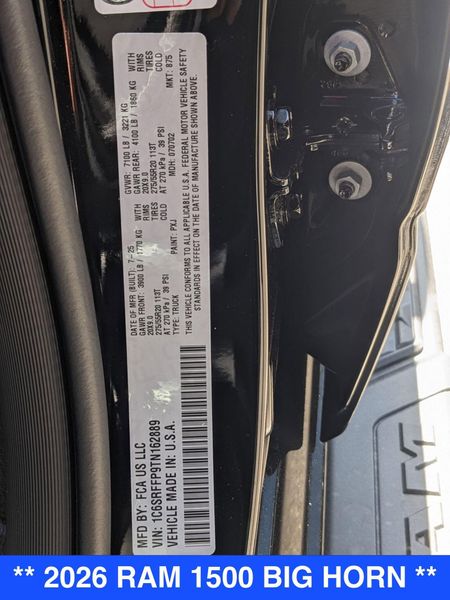 MFD BY: FCA US LLC
DATE OF MFR (BUILT): 7-25
GVWR: 7100 LB / 3221 KG
GAWR FRONT: 3900 LB / 1770 KG WITH
20X9.0 RIMS
275/55R20 113T TIRES
AT 270 kPa / 39 PSI COLD
GAWR REAR: 4100 LB / 1860 KG WITH
20X9.0 RIMS
275/55R20 113T TIRES
AT 270 kPa / 39 PSI COLD
TYPE: TRUCK
PAINT: PXJ
MDH: 070702
MKT: B75
THIS VEHICLE CONFORMS TO ALL APPLICABLE U.S.A. FEDERAL MOTOR VEHICLE SAFETY
STANDARDS IN EFFECT ON THE DATE OF MANUFACTURE SHOWN ABOVE.
VIN: 1C6SRFFP9TN162889
VEHICLE MADE IN: U.S.A.
AM
** 2026 RAM 1500 BIG HORN **